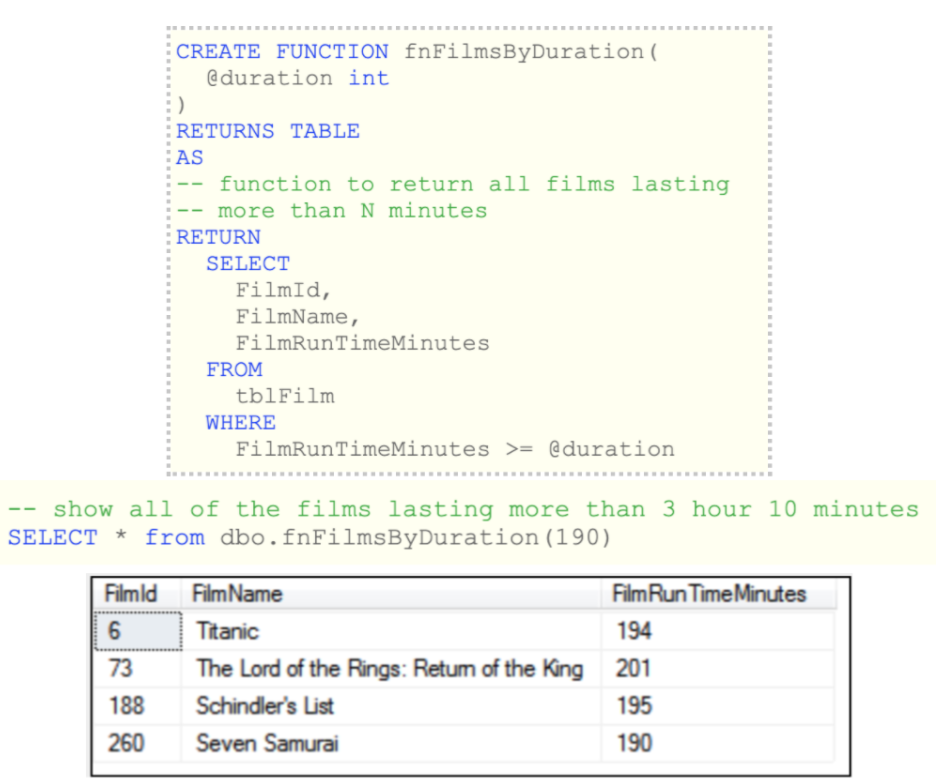 CREATE FUNCTION fnFilmsByDuration(
@duration int
)
RETURNS TABLE
AS
-- function to return all films lasting
-- more than N minutes
RETURN
SELECT
FilmId,
FilmName,
FilmRunTimeMinutes
FROM
tblFilm
WHERE
FilmRunTimeMinutes >= @duration
-- show all of the films lasting more than 3 hour 10 minutes
SELECT * from dbo.fnFilmsByDuration(190)
FilmId FilmName FilmRunTimeMinutes
6 Titanic 194
73 The Lord of the Rings: Return of the King 201
188 Schindler's List 195
260 Seven Samurai 190